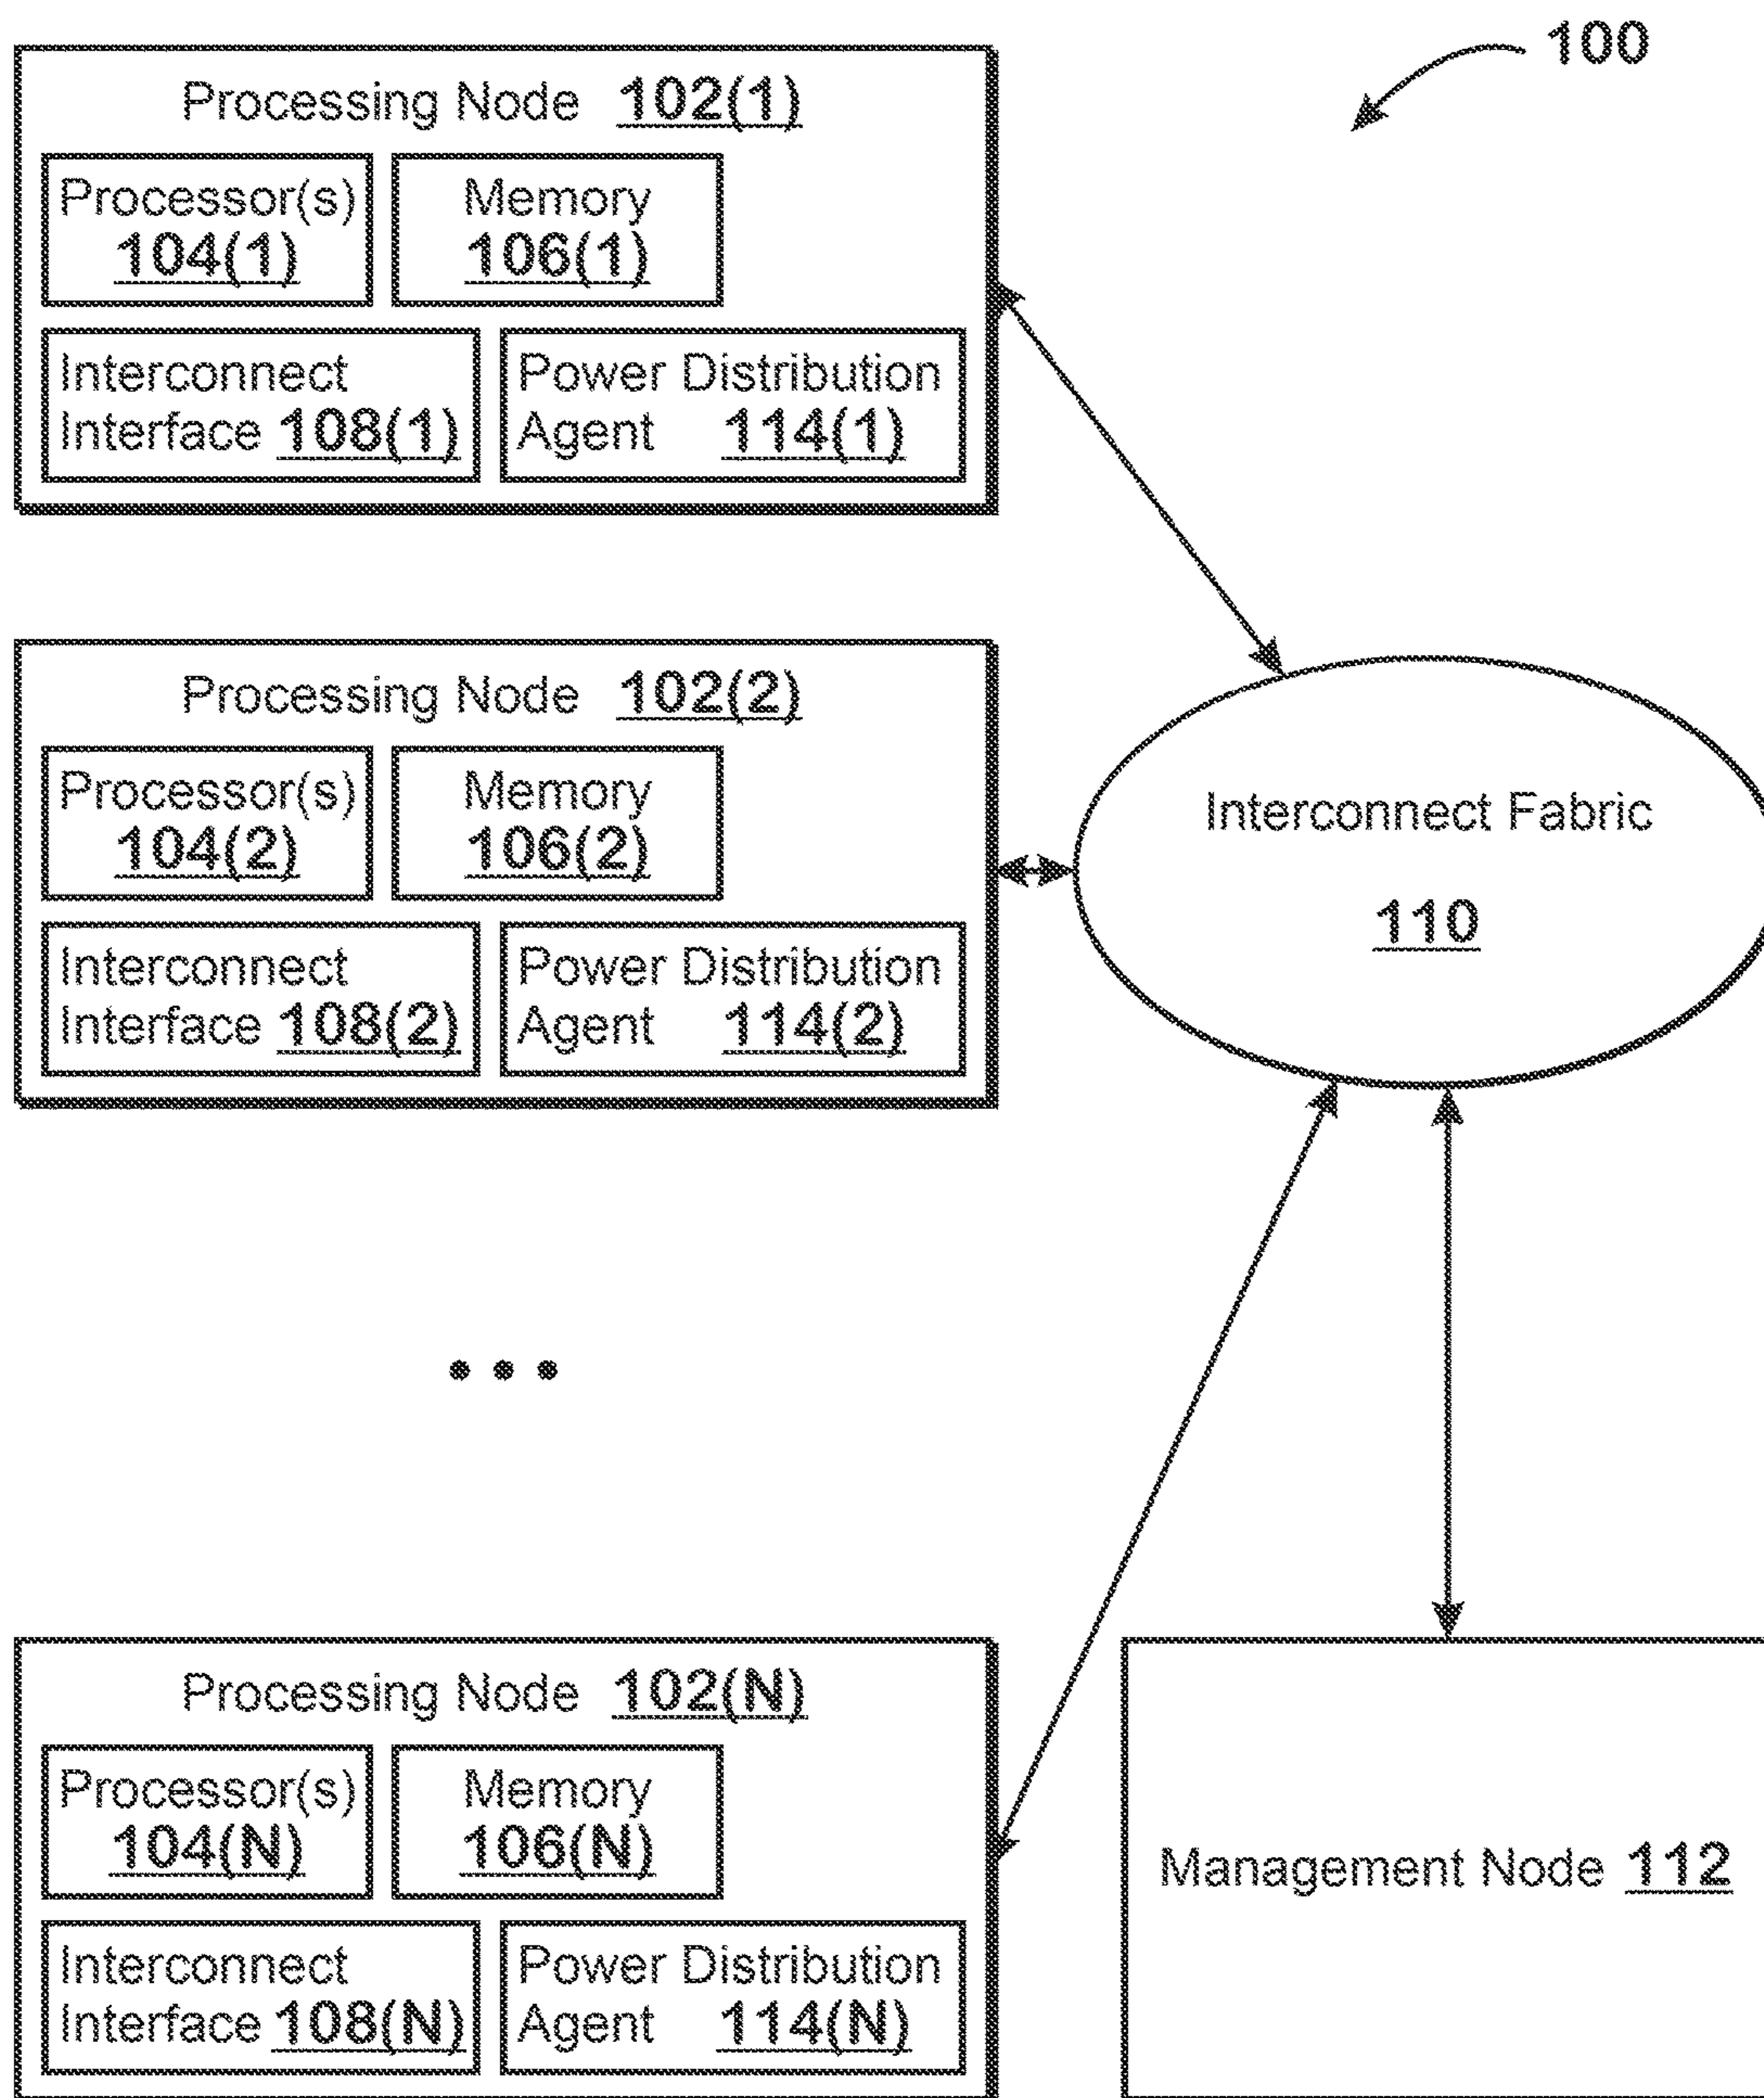 100
Processing Node 102(1)
Processor(s)
104(1)
Memory
106(1)
Interconnect
Interface 108(1)
Power Distribution
Agent 114(1)
Processing Node 102(2)
Processor(s)
104(2)
Memory
106(2)
Interconnect
Interface 108(2)
Power Distribution
Agent 114(2)
Interconnect Fabric
110
...
Processing Node 102(N)
Processor(s)
104(N)
Memory
106(N)
Interconnect
Interface 108(N)
Power Distribution
Agent 114(N)
Management Node 112